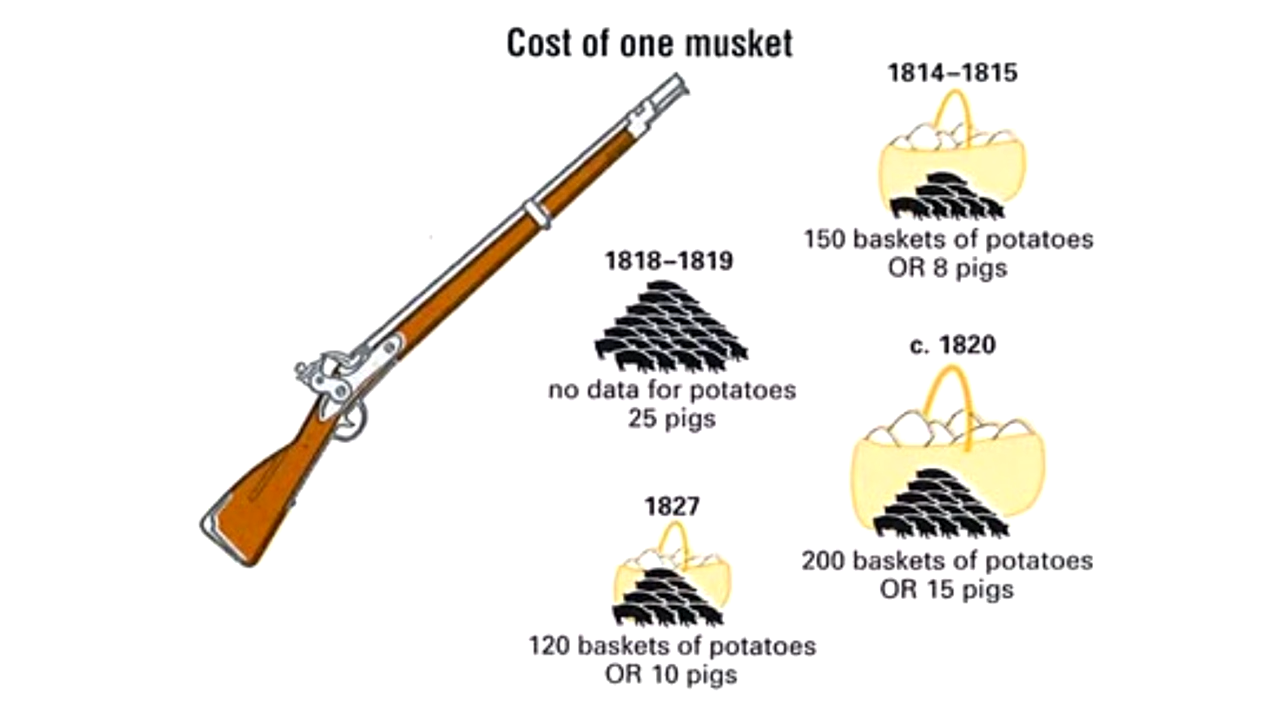 Cost of one musket
1814–1815
150 baskets of potatoes
OR 8 pigs
1818–1819
no data for potatoes
25 pigs
c. 1820
200 baskets of potatoes
OR 15 pigs
1827
120 baskets of potatoes
OR 10 pigs